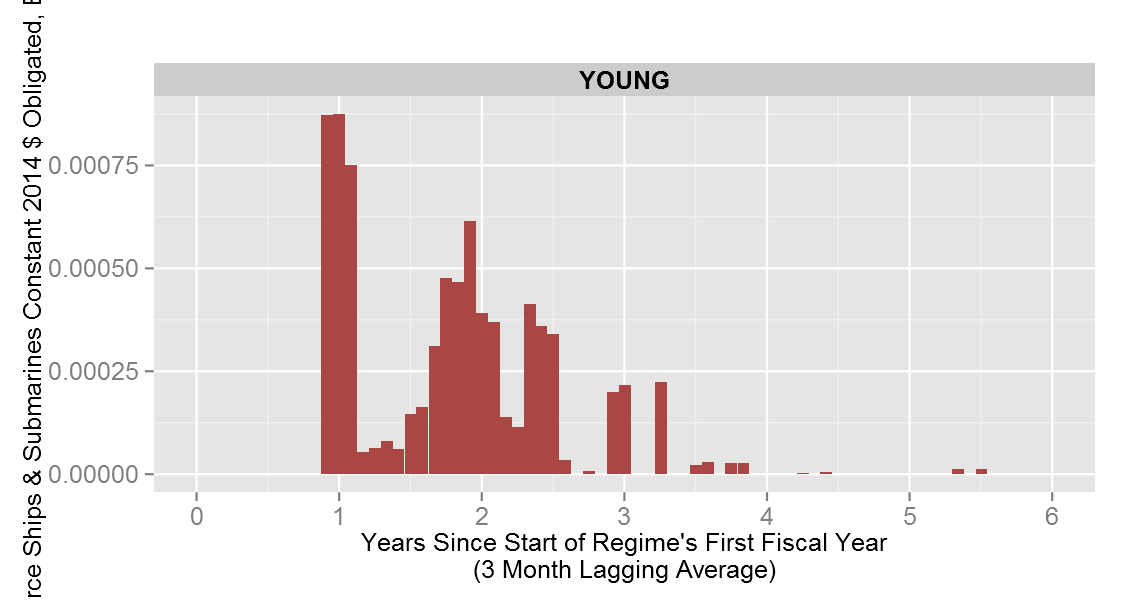 YOUNG
rce Ships & Submarines Constant 2014 $ Obligated,
0.00075
0.00050
0.00025
0.00000
0 1 2 3 4 5 6
Years Since Start of Regime's First Fiscal Year
(3 Month Lagging Average)